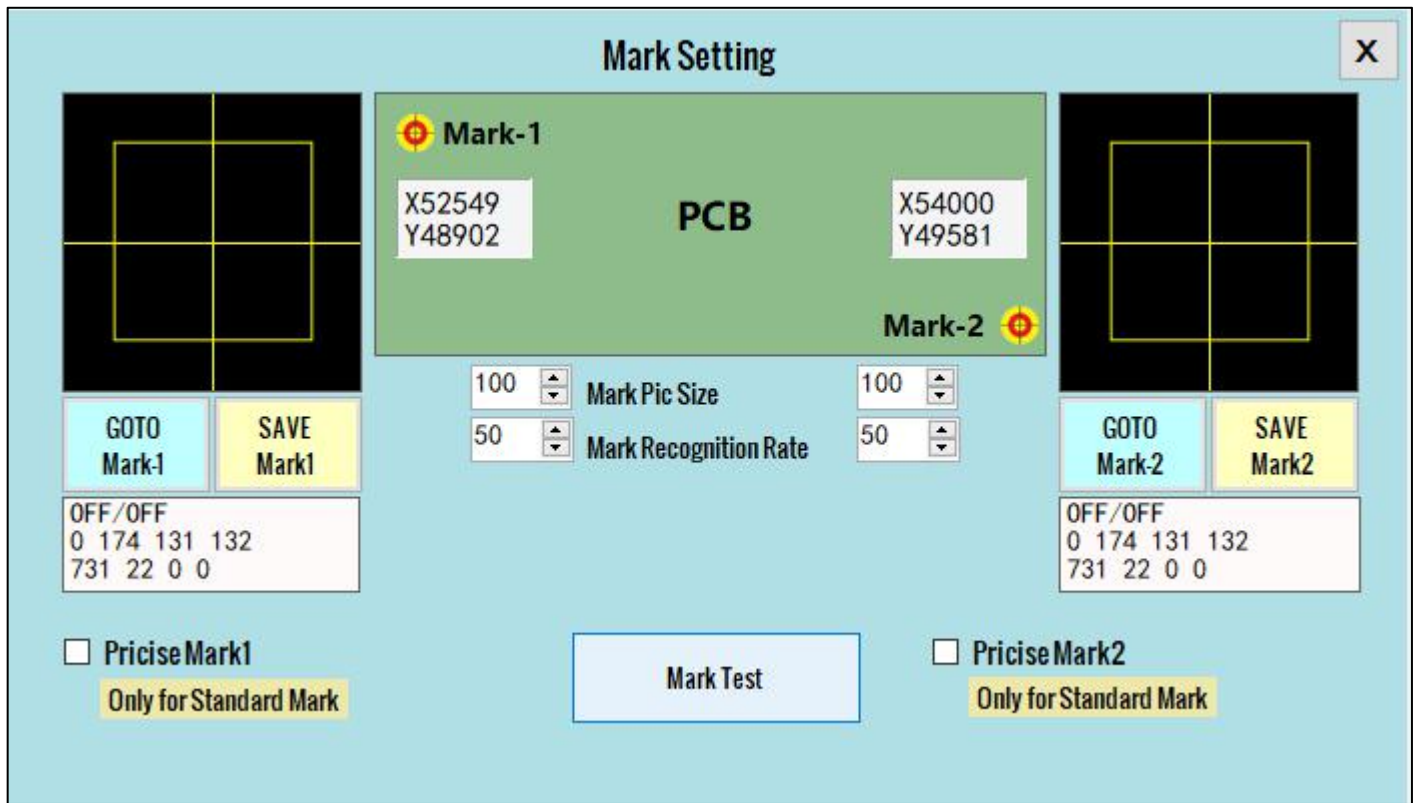 Mark Setting
X
Mark-1
X52549
Y48902
PCB
X54000
Y49581
Mark-2
100 Mark Pic Size 100
50 Mark Recognition Rate 50
GOTO
Mark-1
SAVE
Mark1
GOTO
Mark-2
SAVE
Mark2
OFF/OFF
0 174 131 132
731 22 0 0
OFF/OFF
0 174 131 132
731 22 0 0
Pricise Mark1
Only for Standard Mark
Mark Test
Pricise Mark2
Only for Standard Mark